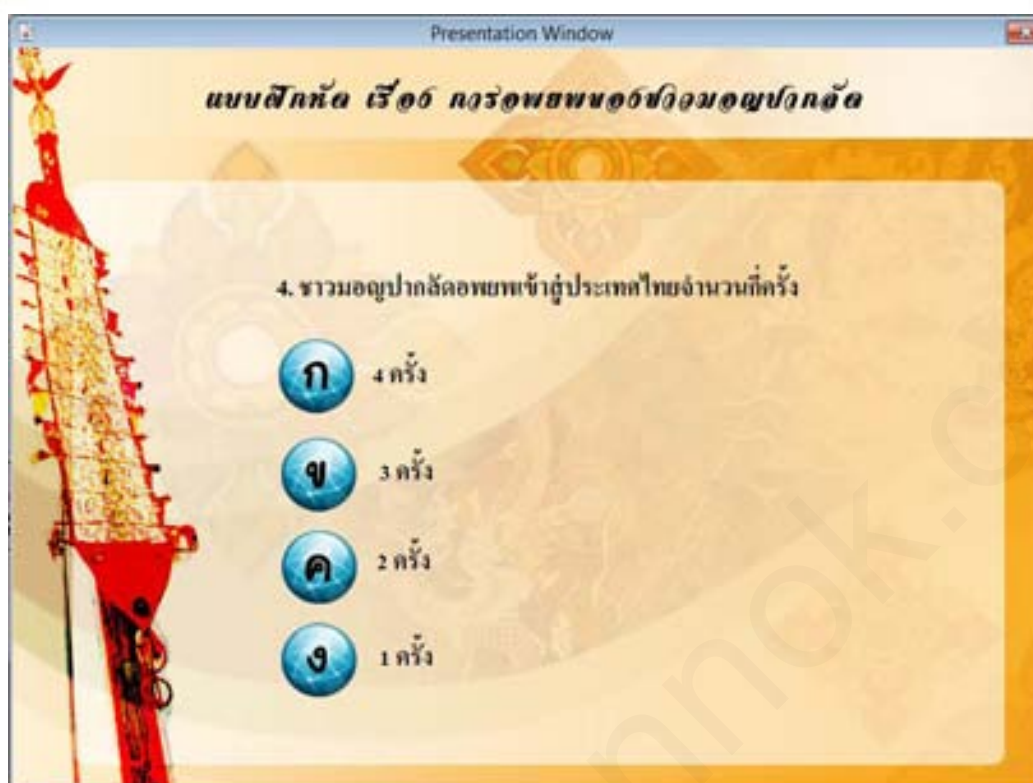 Presentation Window
แบบฝึกหัด เรื่อง การอพยพของชาวมอญปากลัด
4. ชาวมอญปากลัดอพยพเข้าสู่ประเทศไทยจำนวนกี่ครั้ง
ก 4 ครั้ง
ข 3 ครั้ง
ค 2 ครั้ง
ง 1 ครั้ง